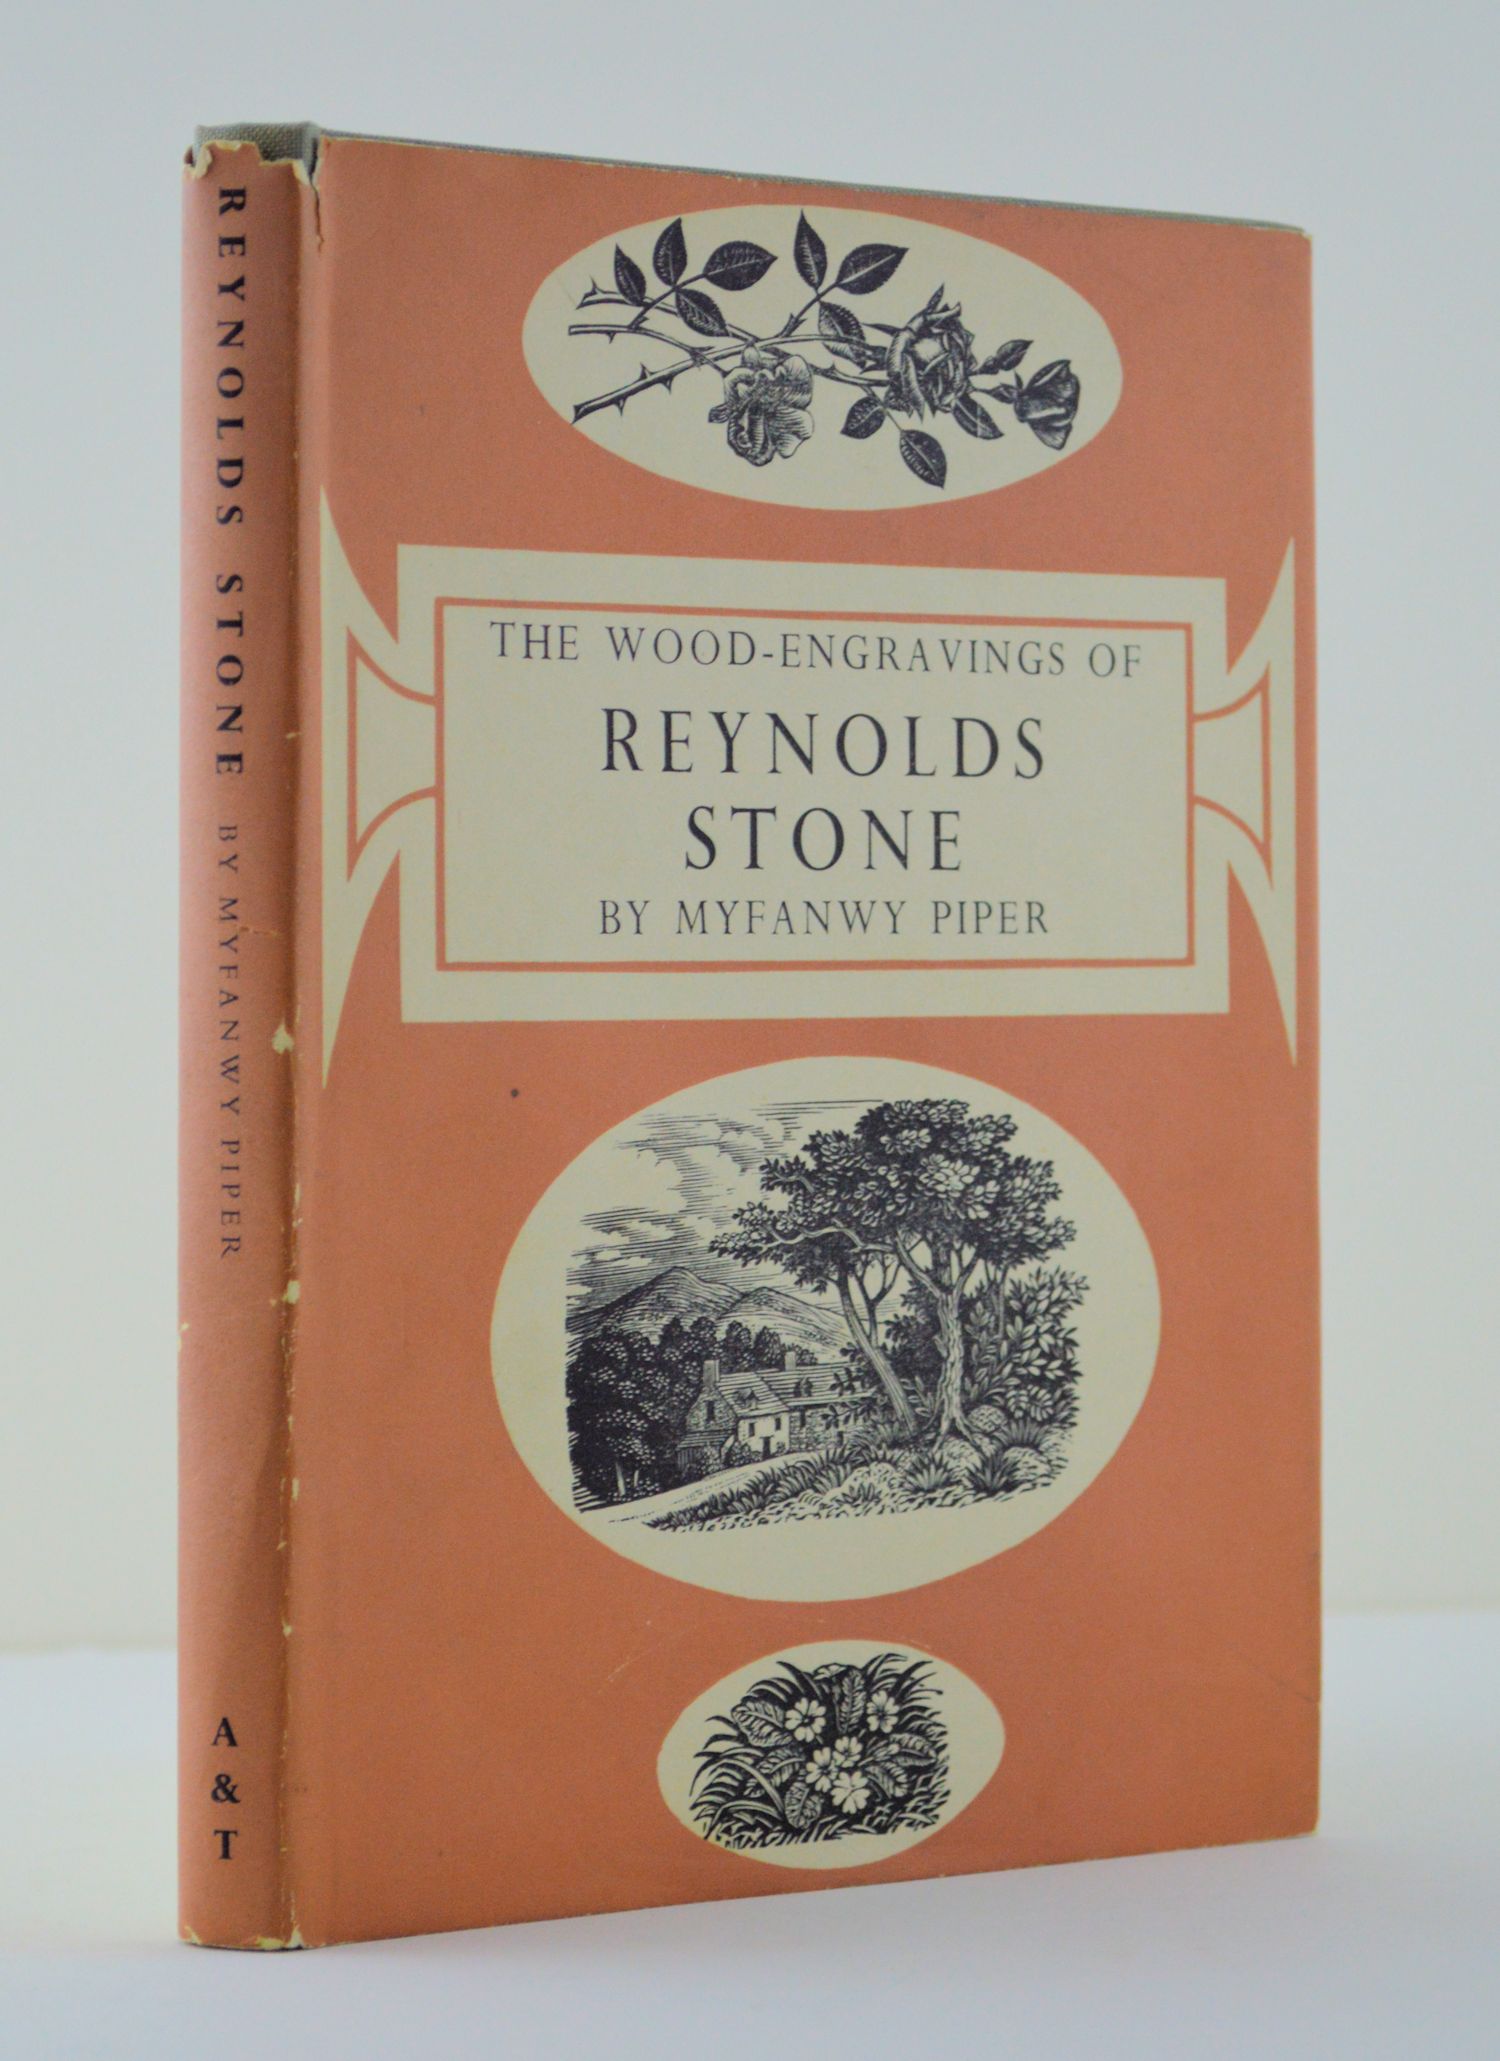 REYNOLDS STONE BY MYFANWY PIPER
A
&
T
THE WOOD-ENGRAVINGS OF
REYNOLDS
STONE
BY MYFANWY PIPER